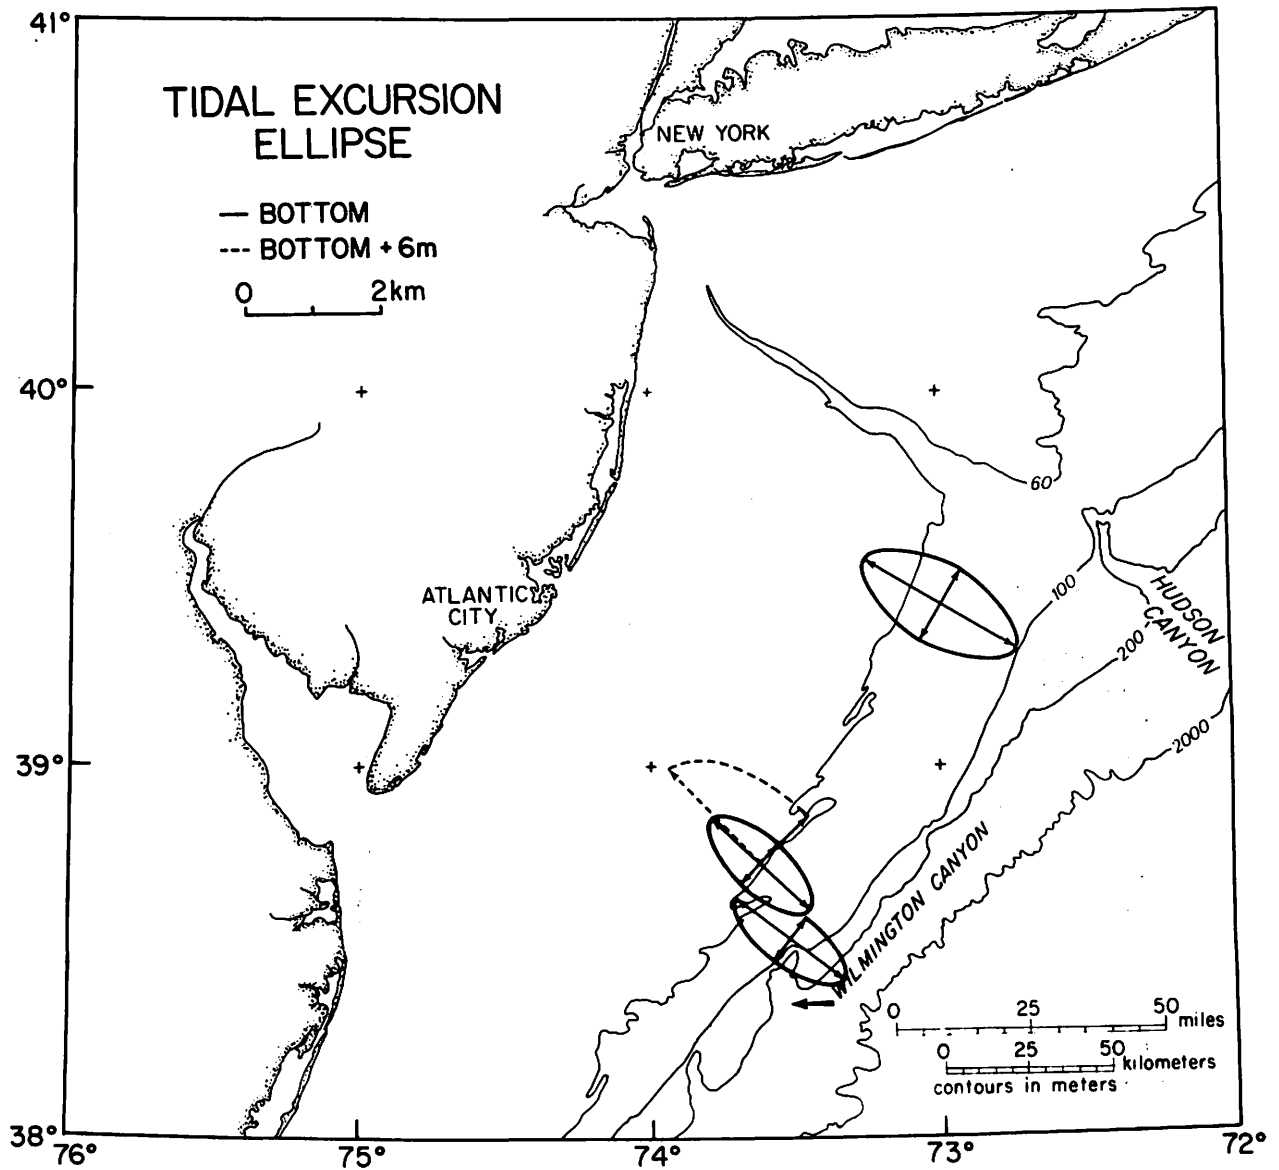 41°
TIDAL EXCURSION
ELLIPSE
— BOTTOM
--- BOTTOM + 6m
0 2km
NEW YORK
40°
60
ATLANTIC
CITY
100
HUDSON
CANYON
200
39°
2000
WILMINGTON CANYON
0 25 50 miles
0 25 50 kilometers
contours in meters
38°
76° 75° 74° 73° 72°